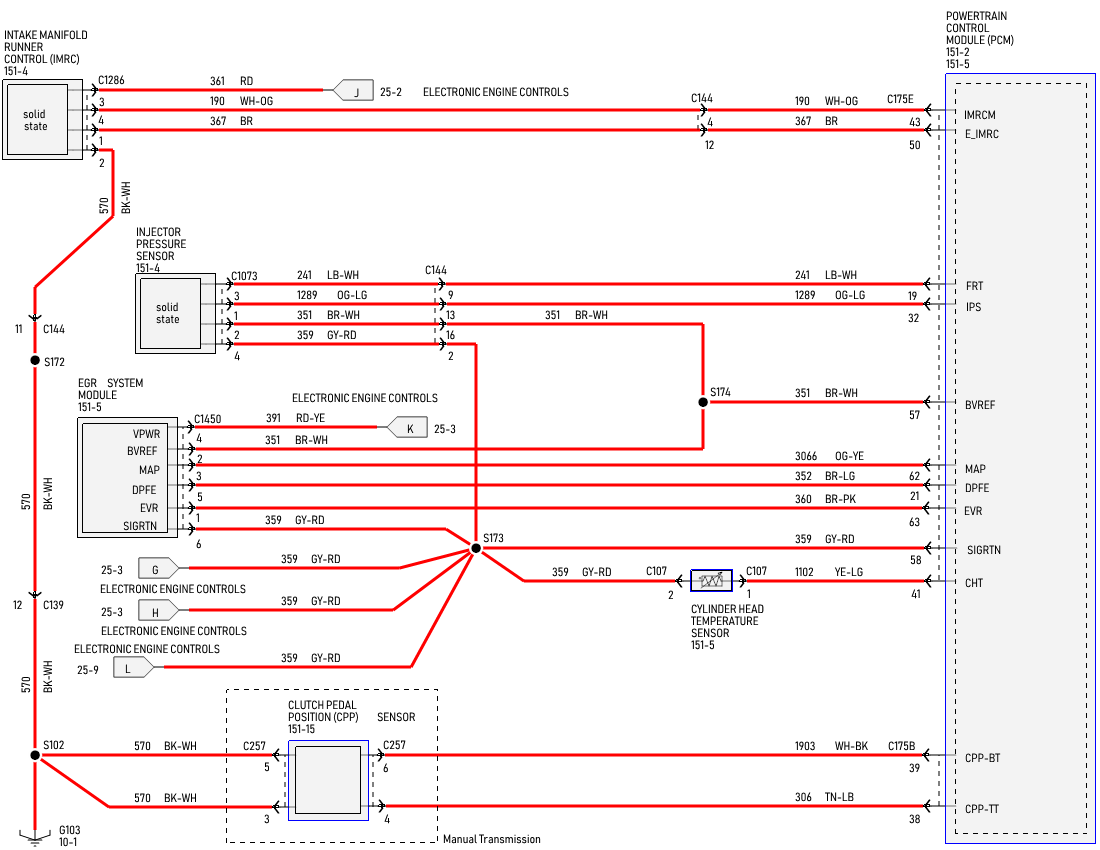 POWERTRAIN
CONTROL
MODULE (PCM)
151-2
151-5
INTAKE MANIFOLD
RUNNER
CONTROL (IMRC)
151-4
solid
state
C1286
361 RD
J
25-2
ELECTRONIC ENGINE CONTROLS
3
190 WH-OG
C144
190 WH-OG
C175E
IMRCM
4
367 BR
4
367 BR
43
E_IMRC
1
12
50
2
570
BK-WH
INJECTOR
PRESSURE
SENSOR
151-4
solid
state
C1073
241 LB-WH
C144
241 LB-WH
FRT
3
1289 OG-LG
9
1289 OG-LG
19
IPS
1
351 BR-WH
13
351 BR-WH
32
2
359 GY-RD
16
4
2
11
C144
S172
EGR SYSTEM
MODULE
151-5
ELECTRONIC ENGINE CONTROLS
S174
351 BR-WH
BVREF
57
C1450
391 RD-YE
K
25-3
VPWR
4
351 BR-WH
BVREF
2
3066 OG-YE
MAP
MAP
3
352 BR-LG
62
DPFE
DPFE
5
360 BR-PK
21
EVR
EVR
1
359 GY-RD
63
SIGRTN
6
S173
359 GY-RD
SIGRTN
58
570
BK-WH
25-3
G
359 GY-RD
ELECTRONIC ENGINE CONTROLS
359 GY-RD
C107
C107
1102 YE-LG
CHT
2
1
41
25-3
H
359 GY-RD
ELECTRONIC ENGINE CONTROLS
CYLINDER HEAD
TEMPERATURE
SENSOR
151-5
12
C139
ELECTRONIC ENGINE CONTROLS
25-9
L
359 GY-RD
570
BK-WH
CLUTCH PEDAL
POSITION (CPP) SENSOR
151-15
S102
570 BK-WH
C257
C257
1903 WH-BK
C175B
CPP-BT
5
6
39
570 BK-WH
306 TN-LB
CPP-TT
3
4
38
G103
10-1
Manual Transmission